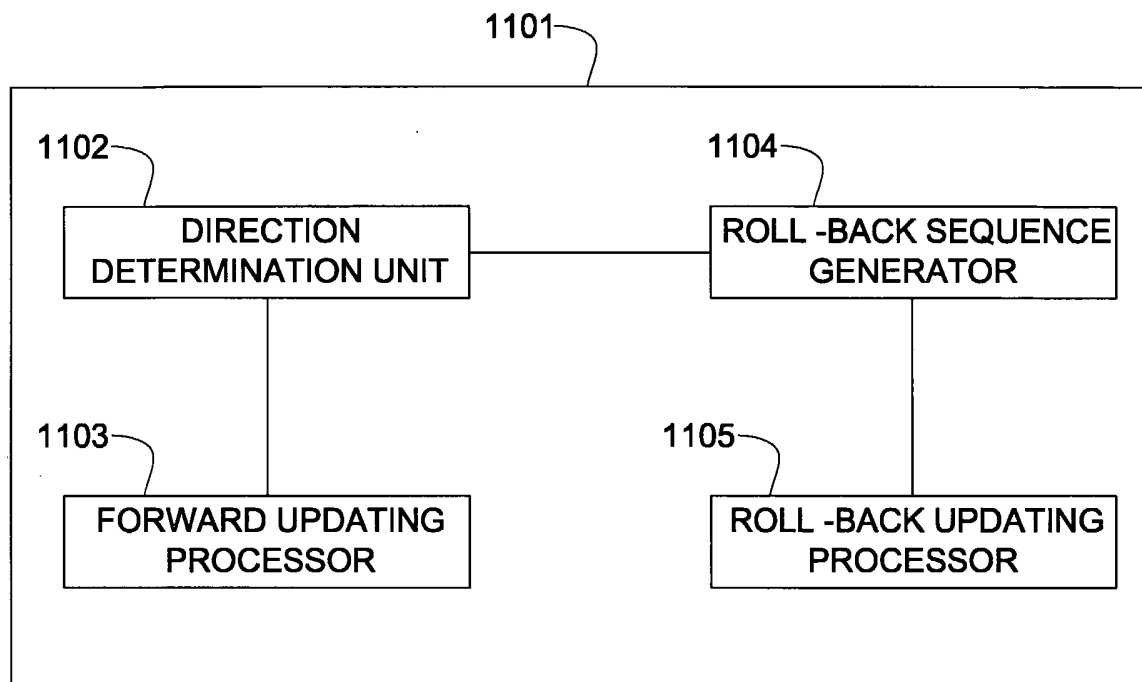 1101
1102
DIRECTION
DETERMINATION UNIT
1104
ROLL -BACK SEQUENCE
GENERATOR
1103
FORWARD UPDATING
PROCESSOR
1105
ROLL -BACK UPDATING
PROCESSOR